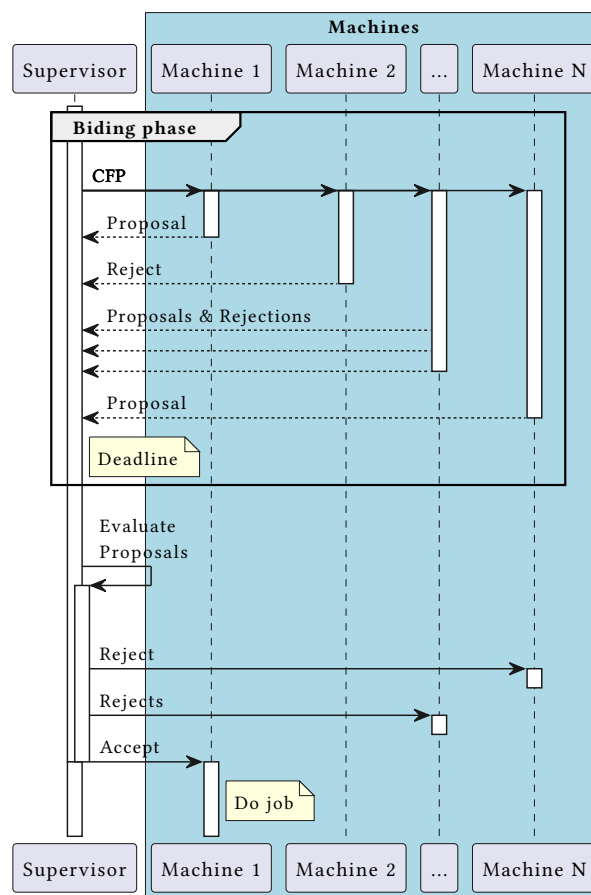 Machines
Supervisor
Machine 1
Machine 2
...
Machine N
Biding phase
CFP
Proposal
Reject
Proposals & Rejections
Proposal
Deadline
Evaluate
Proposals
Reject
Rejects
Accept
Do job
Supervisor
Machine 1
Machine 2
...
Machine N